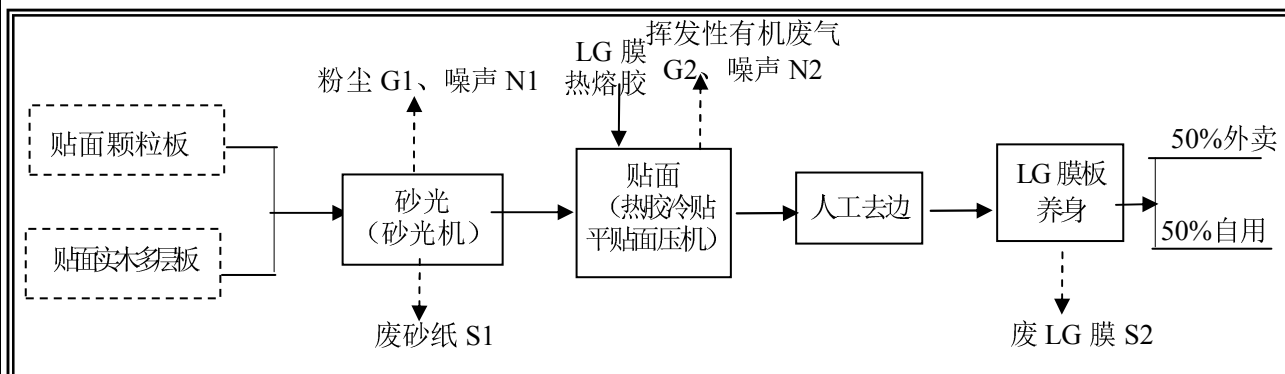 粉尘 G1、噪声 N1
LG 膜
热熔胶
挥发性有机废气
G2、噪声 N2
贴面颗粒板
贴面实木多层板
砂光
（砂光机）
废砂纸 S1
贴面
（热胶冷贴
平贴面压机）
人工去边
LG 膜板
养身
废 LG 膜 S2
50%外卖
50%自用